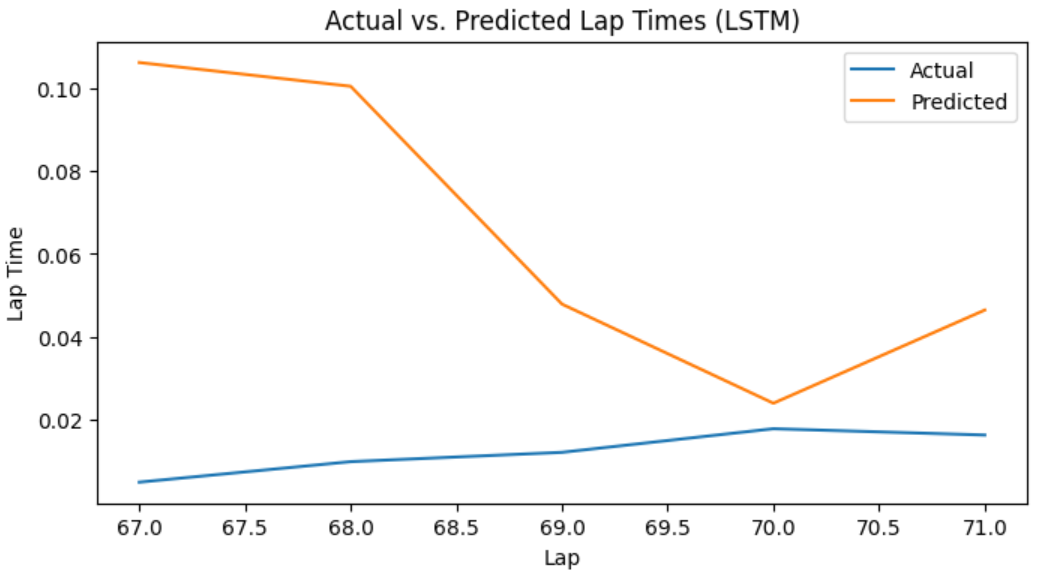 Actual vs. Predicted Lap Times (LSTM)
Actual
Predicted
0.10
0.08
0.06
0.04
0.02
Lap Time
67.0 67.5 68.0 68.5 69.0 69.5 70.0 70.5 71.0
Lap